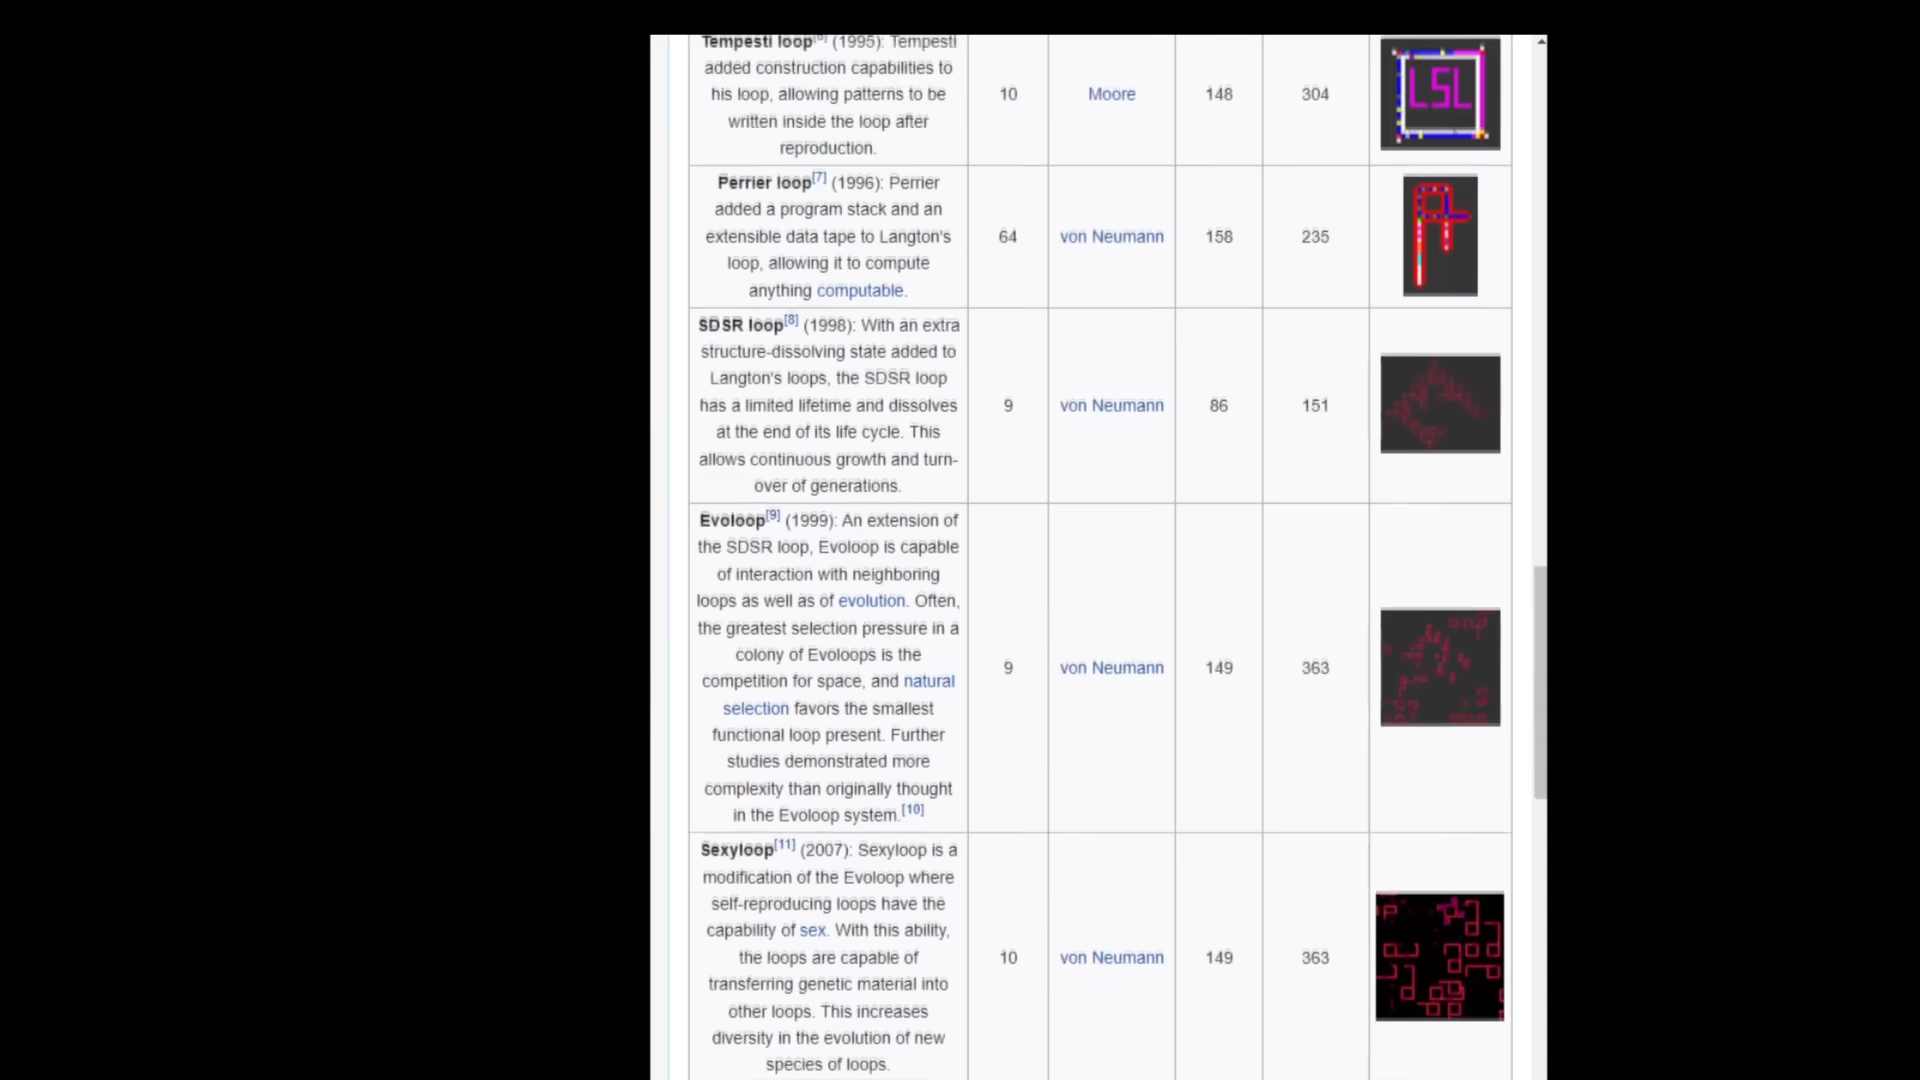 Tempesti loop[6] (1995): Tempesti
added construction capabilities to
his loop, allowing patterns to be
written inside the loop after
reproduction.
10
Moore
148
304
LSL
Perrier loop[7] (1996): Perrier
added a program stack and an
extensible data tape to Langton's
loop, allowing it to compute
anything computable.
64
von Neumann
158
235
SDSR loop[8] (1998): With an extra
structure-dissolving state added to
Langton's loops, the SDSR loop
has a limited lifetime and dissolves
at the end of its life cycle. This
allows continuous growth and turn-
over of generations.
9
von Neumann
86
151
Evoloop[9] (1999): An extension of
the SDSR loop, Evoloop is capable
of interaction with neighboring
loops as well as of evolution. Often,
the greatest selection pressure in a
colony of Evoloops is the
competition for space, and natural
selection favors the smallest
functional loop present. Further
studies demonstrated more
complexity than originally thought
in the Evoloop system.[10]
9
von Neumann
149
363
Sexyloop[11] (2007): Sexyloop is a
modification of the Evoloop where
self-reproducing loops have the
capability of sex. With this ability,
the loops are capable of
transferring genetic material into
other loops. This increases
diversity in the evolution of new
species of loops.
10
von Neumann
149
363